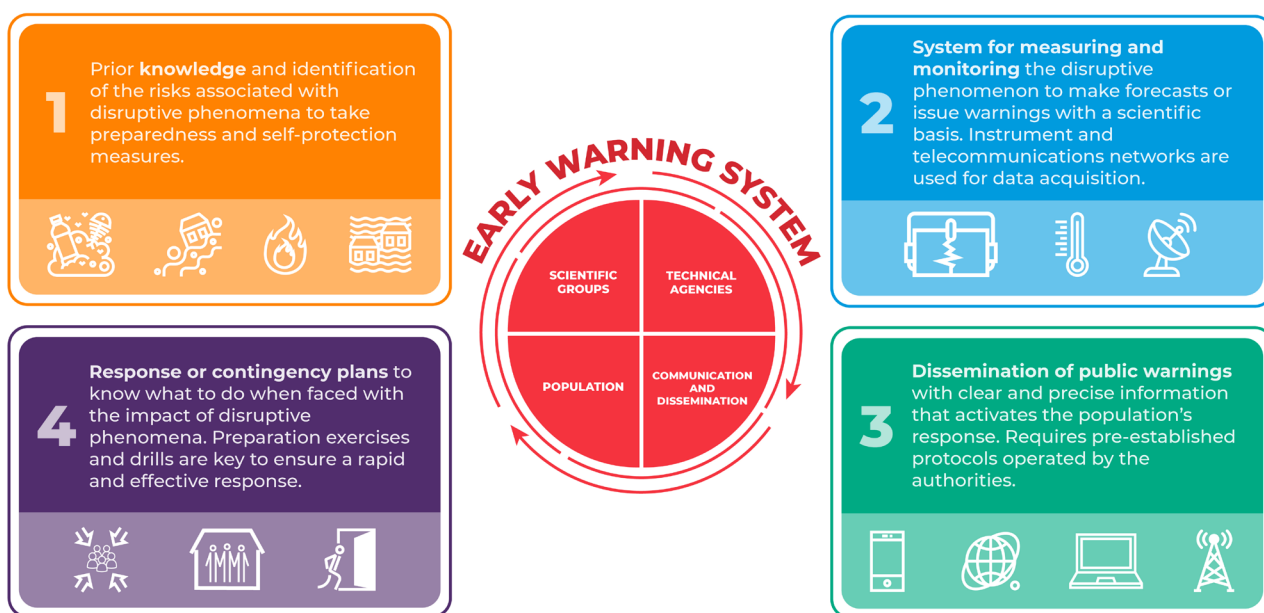 1
Prior knowledge and identification
of the risks associated with
disruptive phenomena to take
preparedness and self-protection
measures.
2
System for measuring and
monitoring the disruptive
phenomenon to make forecasts or
issue warnings with a scientific
basis. Instrument and
telecommunications networks are
used for data acquisition.
EARLY WARNING SYSTEM
SCIENTIFIC
GROUPS
TECHNICAL
AGENCIES
POPULATION
COMMUNICATION
AND
DISSEMINATION
4
Response or contingency plans to
know what to do when faced with
the impact of disruptive
phenomena. Preparation exercises
and drills are key to ensure a rapid
and effective response.
3
Dissemination of public warnings
with clear and precise information
that activates the population's
response. Requires pre-established
protocols operated by the
authorities.